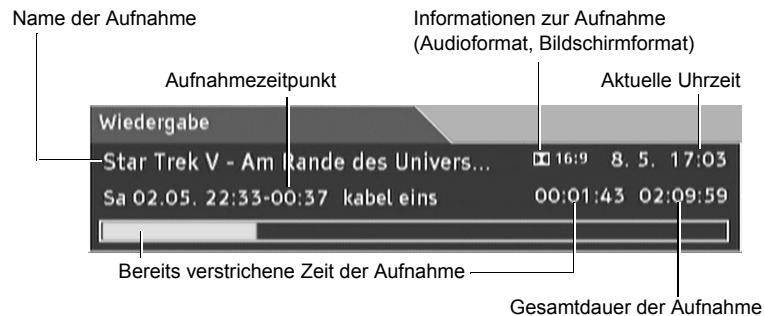 Name der Aufnahme
Informationen zur Aufnahme
(Audioformat, Bildschirmformat)
Aufnahmezeitpunkt
Aktuelle Uhrzeit
Wiedergabe
Star Trek V - Am Rande des Univers... 16:9 8. 5. 17:03
Sa 02.05. 22:33-00:37 kabel eins 00:01:43 02:09:59
Bereits verstrichene Zeit der Aufnahme
Gesamtdauer der Aufnahme